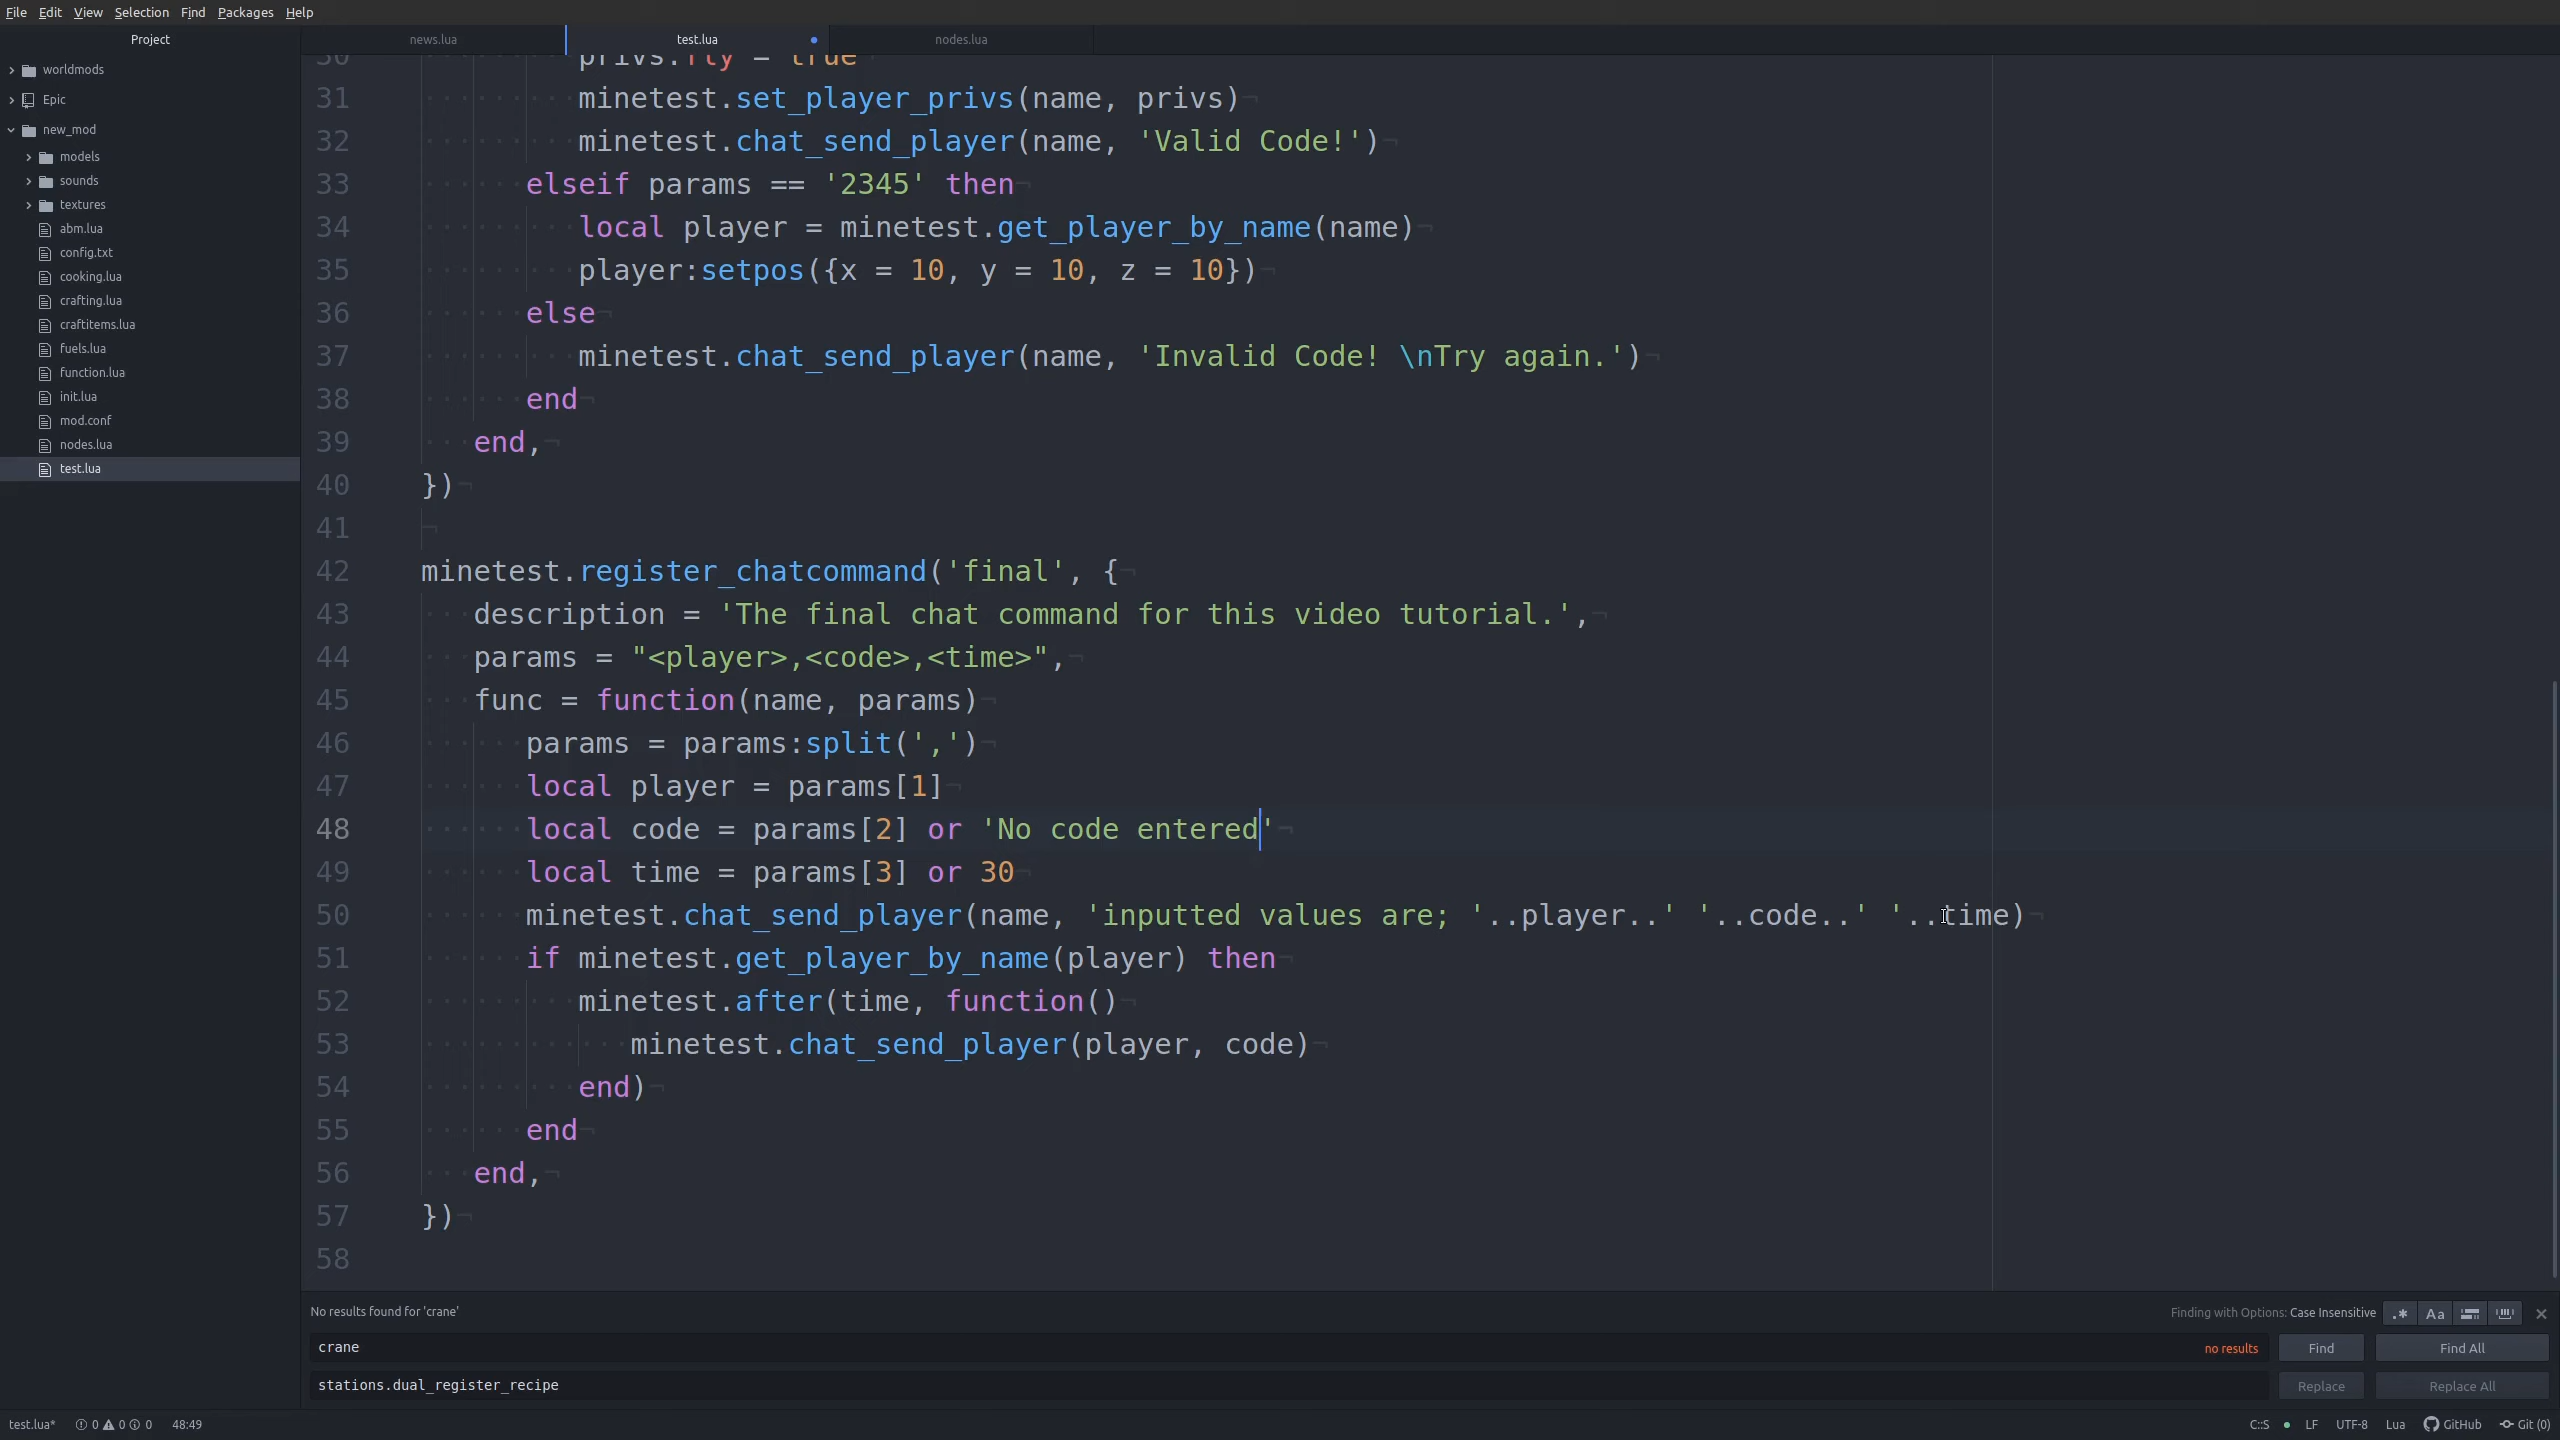 File Edit View Selection Find Packages Help
Project
news.lua
test.lua
nodes.lua
worldmods
Epic
new_mod
models
sounds
textures
abm.lua
config.txt
cooking.lua
crafting.lua
craftitems.lua
fuels.lua
function.lua
init.lua
mod.conf
nodes.lua
test.lua
30 privs.fly = true
31 minetest.set_player_privs(name, privs)
32 minetest.chat_send_player(name, 'Valid Code!')
33 elseif params == '2345' then
34 local player = minetest.get_player_by_name(name)
35 player:setpos({x = 10, y = 10, z = 10})
36 else
37 minetest.chat_send_player(name, 'Invalid Code! \nTry again.')
38 end
39 end,
40 })
41
42 minetest.register_chatcommand('final', {
43 description = 'The final chat command for this video tutorial.',
44 params = "<player>,<code>,<time>",
45 func = function(name, params)
46 params = params:split(',')
47 local player = params[1]
48 local code = params[2] or 'No code entered'
49 local time = params[3] or 30
50 minetest.chat_send_player(name, 'inputted values are; '..player..' '..code..' '..time)
51 if minetest.get_player_by_name(player) then
52 minetest.after(time, function()
53 minetest.chat_send_player(player, code)
54 end)
55 end
56 end,
57 })
58
No results found for 'crane'
Finding with Options: Case Insensitive
.* Aa
crane
no results
Find
Find All
stations.dual_register_recipe
Replace
Replace All
test.lua* 0 0 0 48:49
C::S LF UTF-8 Lua GitHub Git (0)